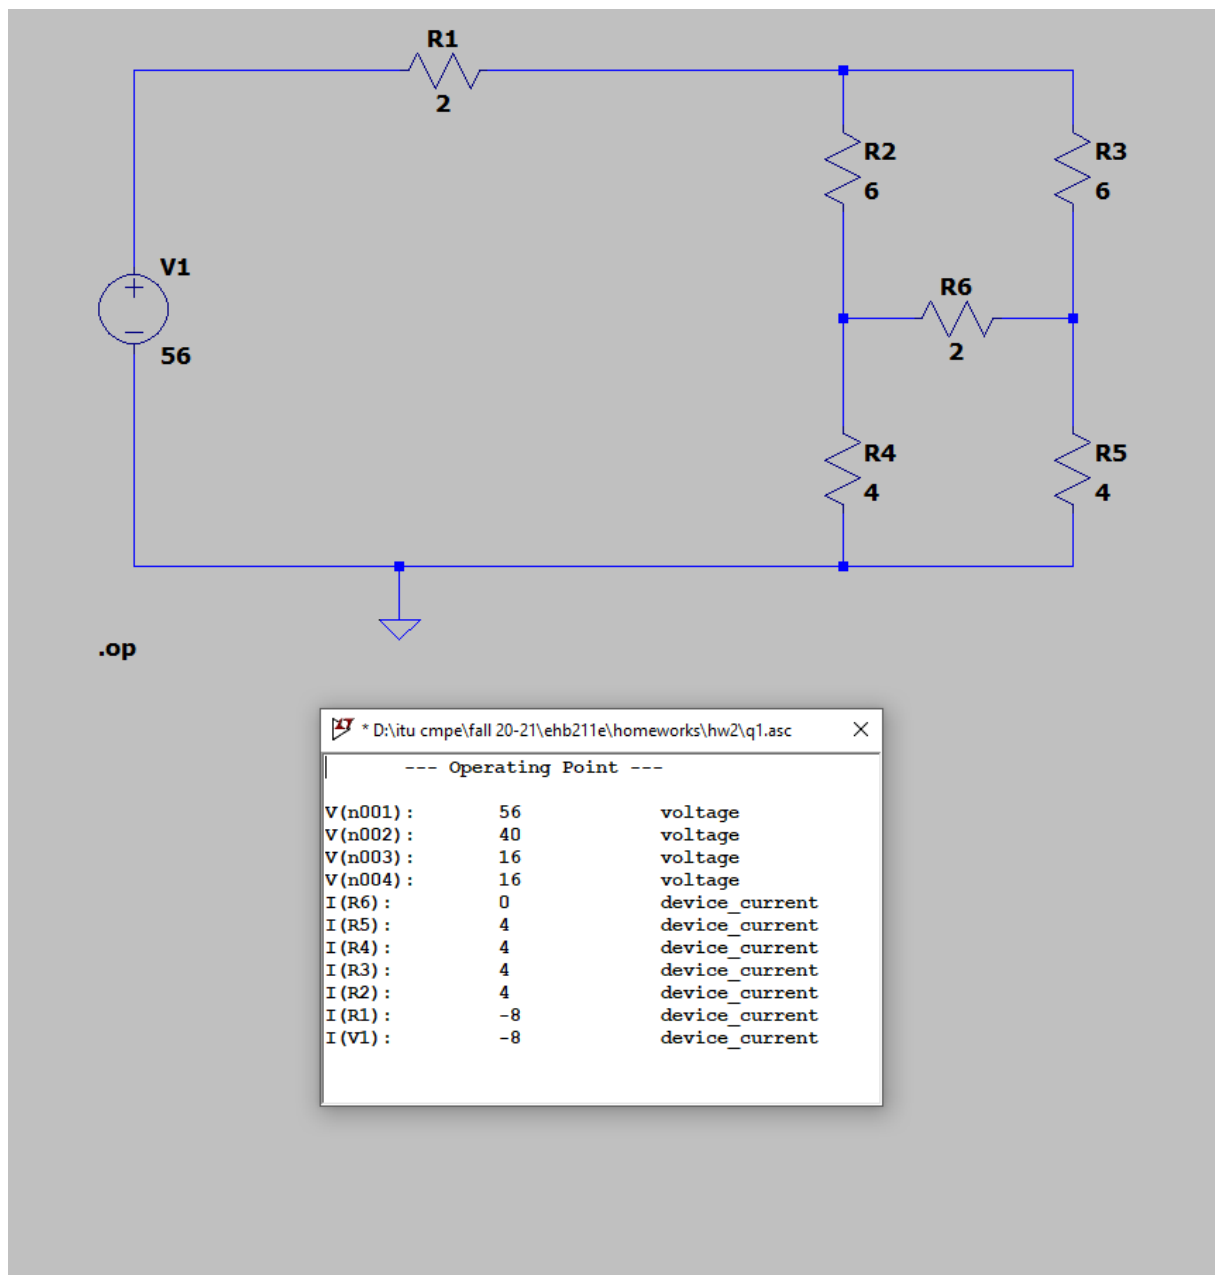 R1
2
R2
6
R3
6
V1
56
R6
2
R4
4
R5
4
.op
* D:\itu cmpe\fall 20-21\ehb211e\homeworks\hw2\q1.asc
--- Operating Point ---
V(n001): 56 voltage
V(n002): 40 voltage
V(n003): 16 voltage
V(n004): 16 voltage
I(R6): 0 device_current
I(R5): 4 device_current
I(R4): 4 device_current
I(R3): 4 device_current
I(R2): 4 device_current
I(R1): -8 device_current
I(V1): -8 device_current